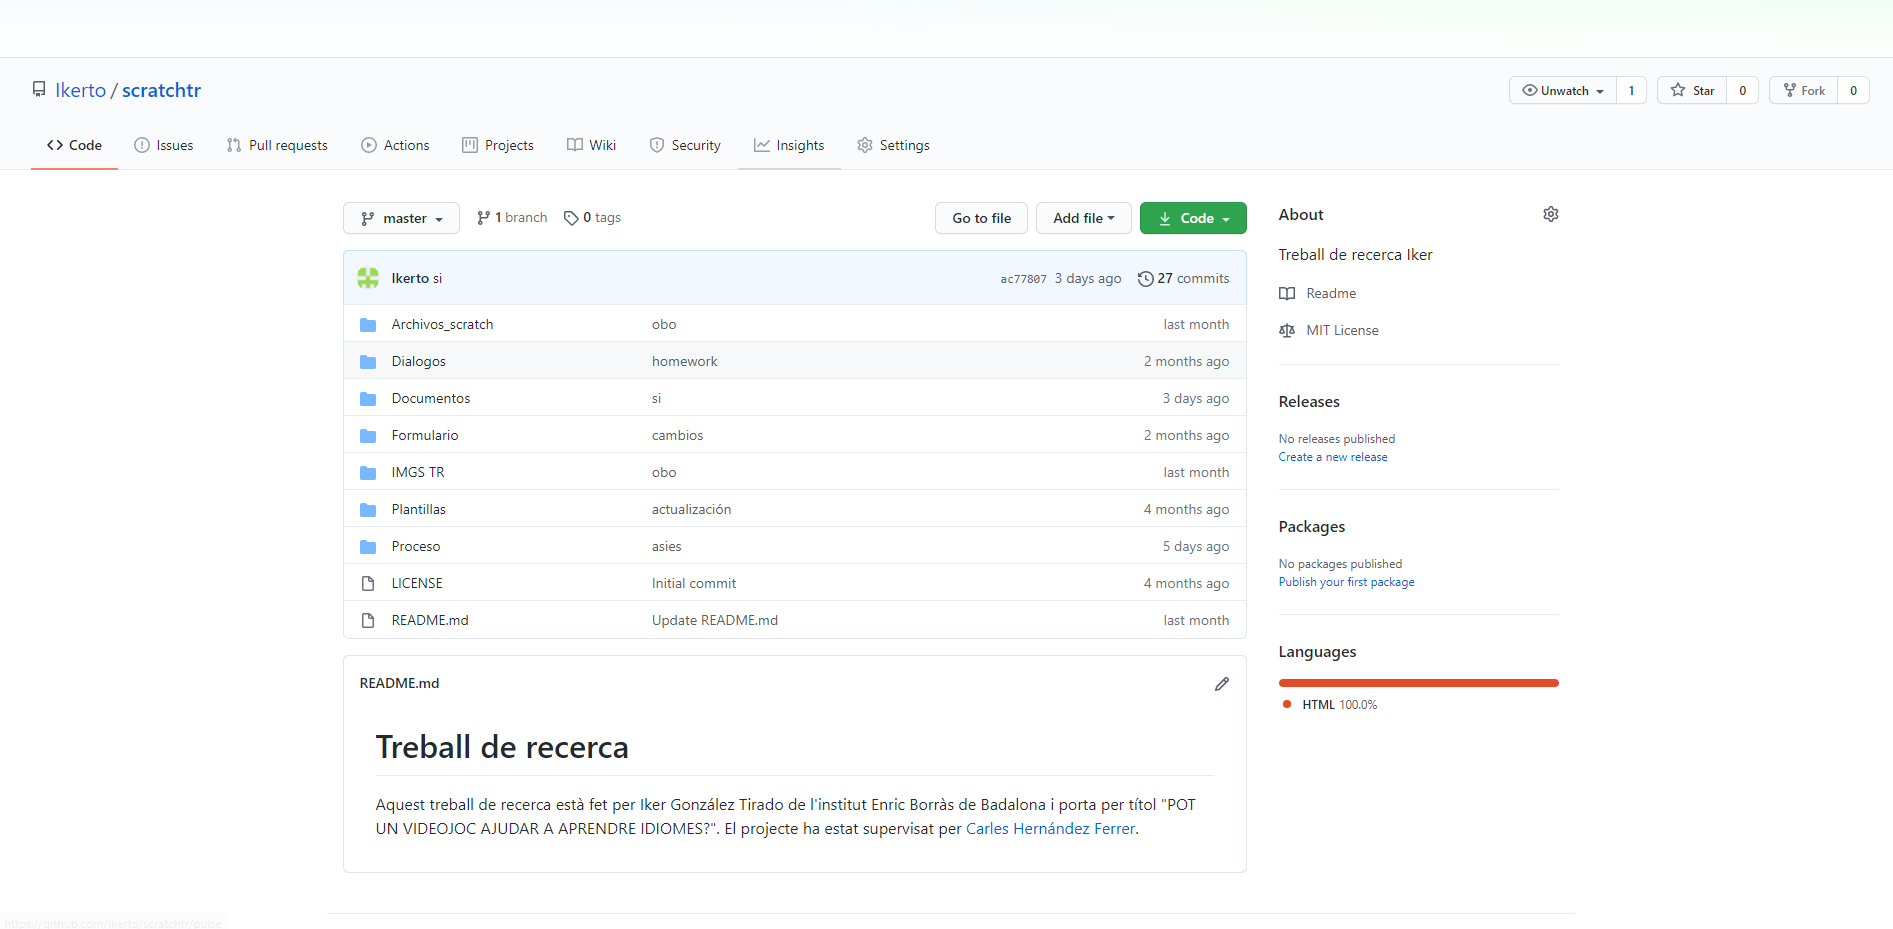 Ikerto / scratchtr
Unwatch 1 Star 0 Fork 0
Code Issues Pull requests Actions Projects Wiki Security Insights Settings
master 1 branch 0 tags Go to file Add file Code
Ikerto si ac77807 3 days ago 27 commits
Archivos_scratch obo last month
Dialogos homework 2 months ago
Documentos si 3 days ago
Formulario cambios 2 months ago
IMGS TR obo last month
Plantillas actualización 4 months ago
Proceso asies 5 days ago
LICENSE Initial commit 4 months ago
README.md Update README.md last month
README.md
Treball de recerca
Aquest treball de recerca està fet per Iker González Tirado de l'institut Enric Borràs de Badalona i porta per títol "POT
UN VIDEOJOC AJUDAR A APRENDRE IDIOMES?". El projecte ha estat supervisat per Carles Hernández Ferrer.
About
Treball de recerca Iker
Readme
MIT License
Releases
No releases published
Create a new release
Packages
No packages published
Publish your first package
Languages
HTML 100.0%
https://github.com/Ikerto/scratchtr/pulse